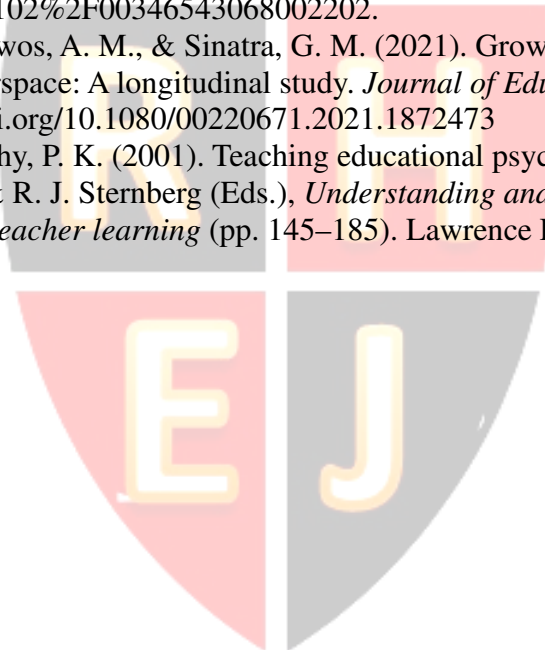 102%2F00346543068002202.
wos, A. M., & Sinatra, G. M. (2021). Grow
rspace: A longitudinal study. Journal of Edu
i.org/10.1080/00220671.2021.1872473
hy, P. K. (2001). Teaching educational psyc
R. J. Sternberg (Eds.), Understanding and
eacher learning (pp. 145–185). Lawrence
R H
E J